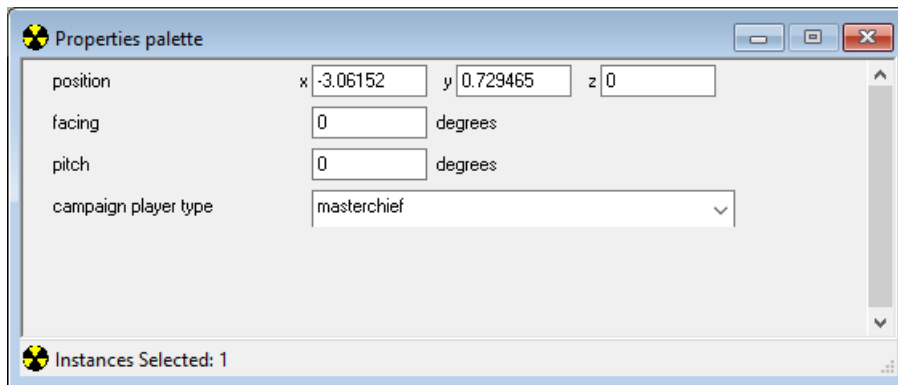 Properties palette
position x -3.06152 y 0.729465 z 0
facing 0 degrees
pitch 0 degrees
campaign player type masterchief
Instances Selected: 1